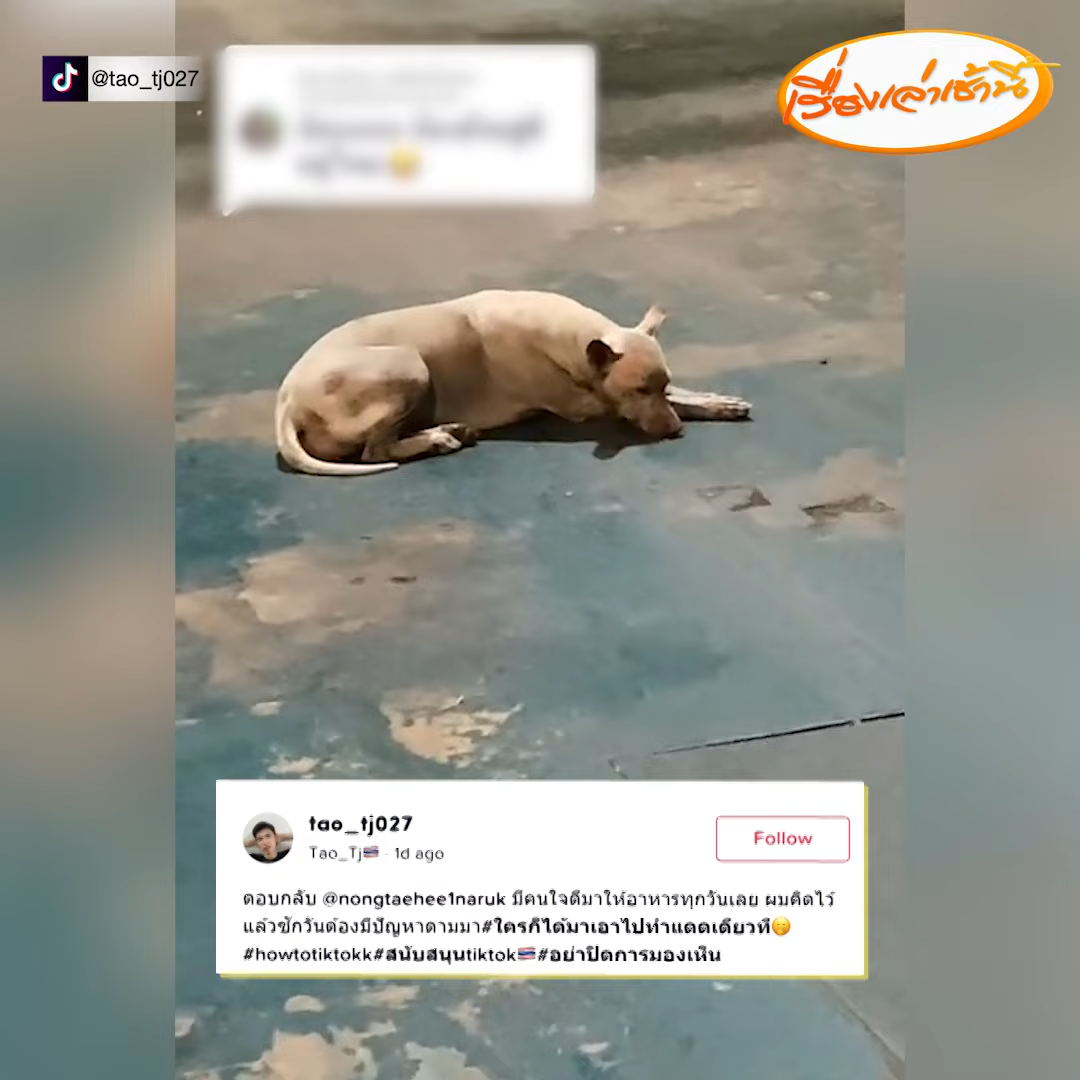 @tao_tj027
เรื่องเล่าเช้านี้
tao_tj027
Tao_Tj🇹🇭 · 1d ago
Follow
ตอบกลับ @nongtaehee1naruk มีคนใจดีมาให้อาหารทุกวันเลย ผมคิดไว้
แล้วซักวันต้องมีปัญหาตามมา#ใครก็ได้มาเอาไปทำแดดเดียวที🤭
#howtotiktokk#สนับสนุนtiktok🇹🇭#อย่าปิดการมองเห็น